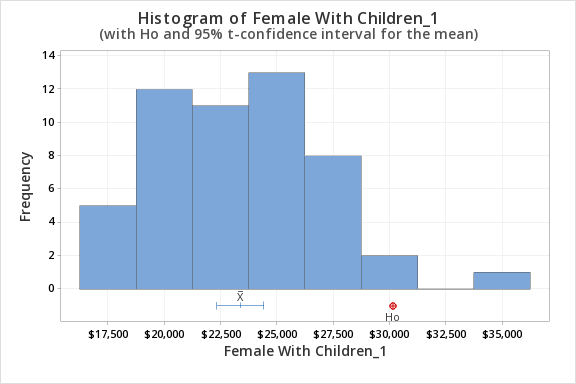 Histogram of Female With Children_1
(with Ho and 95% t-confidence interval for the mean)
14
12
10
8
6
4
2
0
Frequency
X̅
Ho
$17,500 $20,000 $22,500 $25,000 $27,500 $30,000 $32,500 $35,000
Female With Children_1